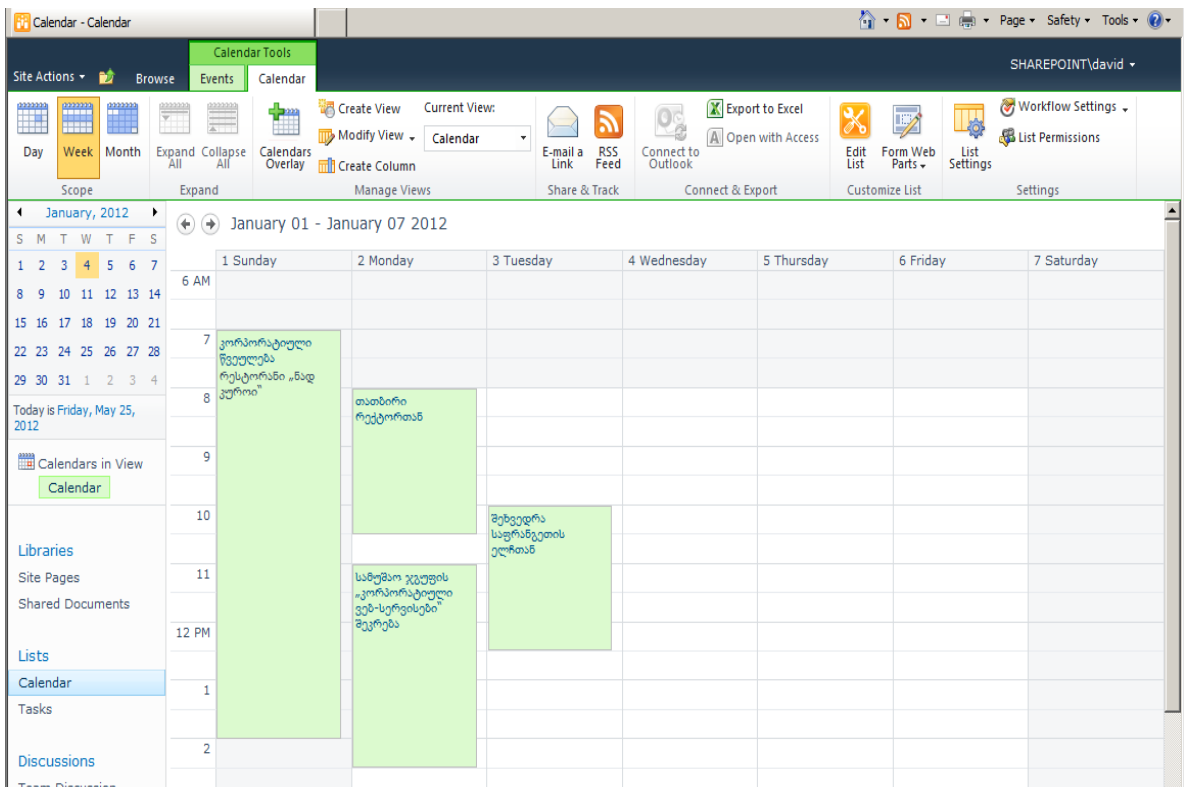 Calendar - Calendar
Page Safety Tools
Calendar Tools
SHAREPOINT\david
Site Actions Browse Events Calendar
Day
Week
Month
Scope
Expand All
Collapse All
Expand
Calendars Overlay
Create View
Modify View
Create Column
Current View:
Calendar
Manage Views
E-mail a Link
RSS Feed
Share & Track
Connect to Outlook
Export to Excel
Open with Access
Connect & Export
Edit List
Form Web Parts
Customize List
List Settings
Workflow Settings
List Permissions
Settings
January, 2012
S M T W T F S
1 2 3 4 5 6 7
8 9 10 11 12 13 14
15 16 17 18 19 20 21
22 23 24 25 26 27 28
29 30 31 1 2 3 4
Today is Friday, May 25,
2012
Calendars in View
Calendar
Libraries
Site Pages
Shared Documents
Lists
Calendar
Tasks
Discussions
Team Discussion
January 01 - January 07 2012
1 Sunday 2 Monday 3 Tuesday 4 Wednesday 5 Thursday 6 Friday 7 Saturday
6 AM
7
8
9
10
11
12 PM
1
2
კორპორატიული
წვეულება
რესტორანი „ნად
კუროი"
თათბირი
რექტორთან
სამუშაო ჯგუფის
„კორპორატიული
ვებ-სერვისები"
შეკრება
შეხვედრა
საფრანგეთის
ელჩთან